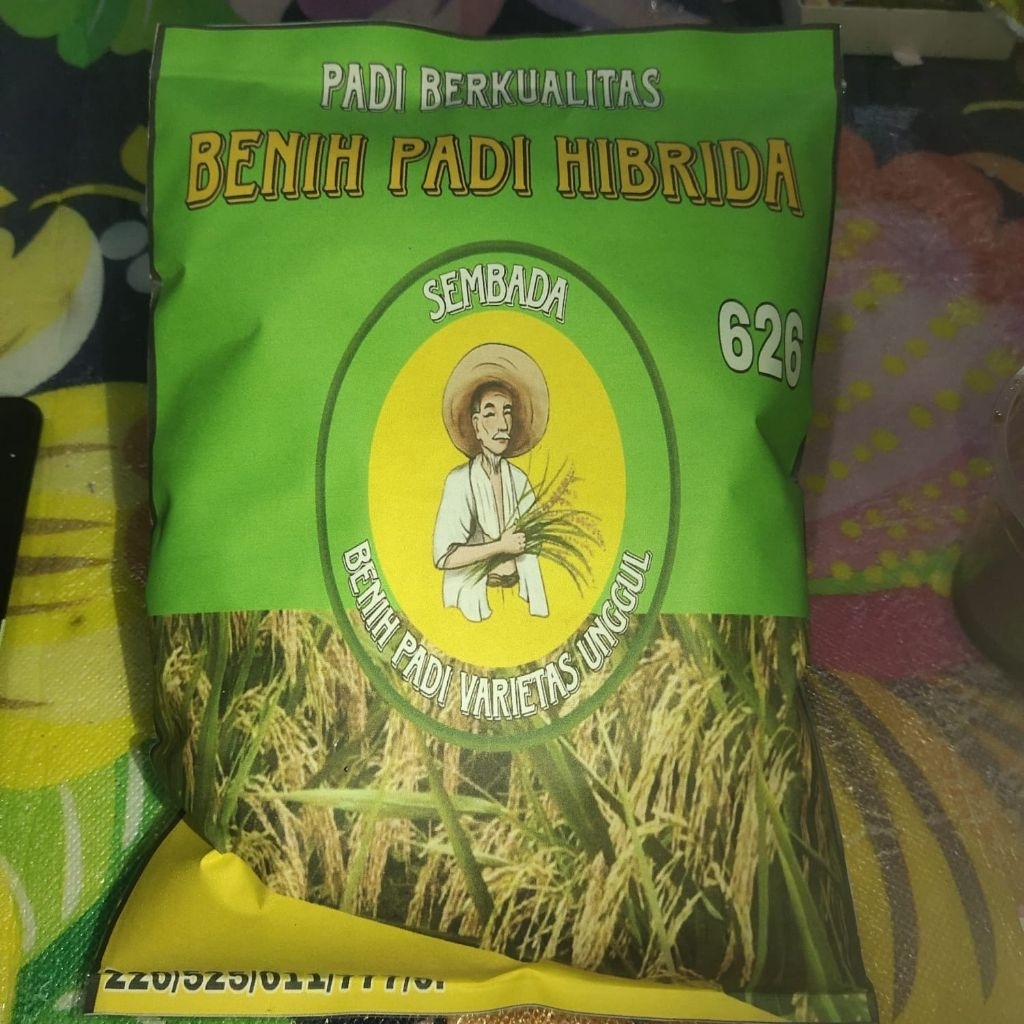 PADI BERKUALITAS
BENIH PADI HIBRIDA
SEMBADA
626
BENIH PADI VARIETAS UNGGUL